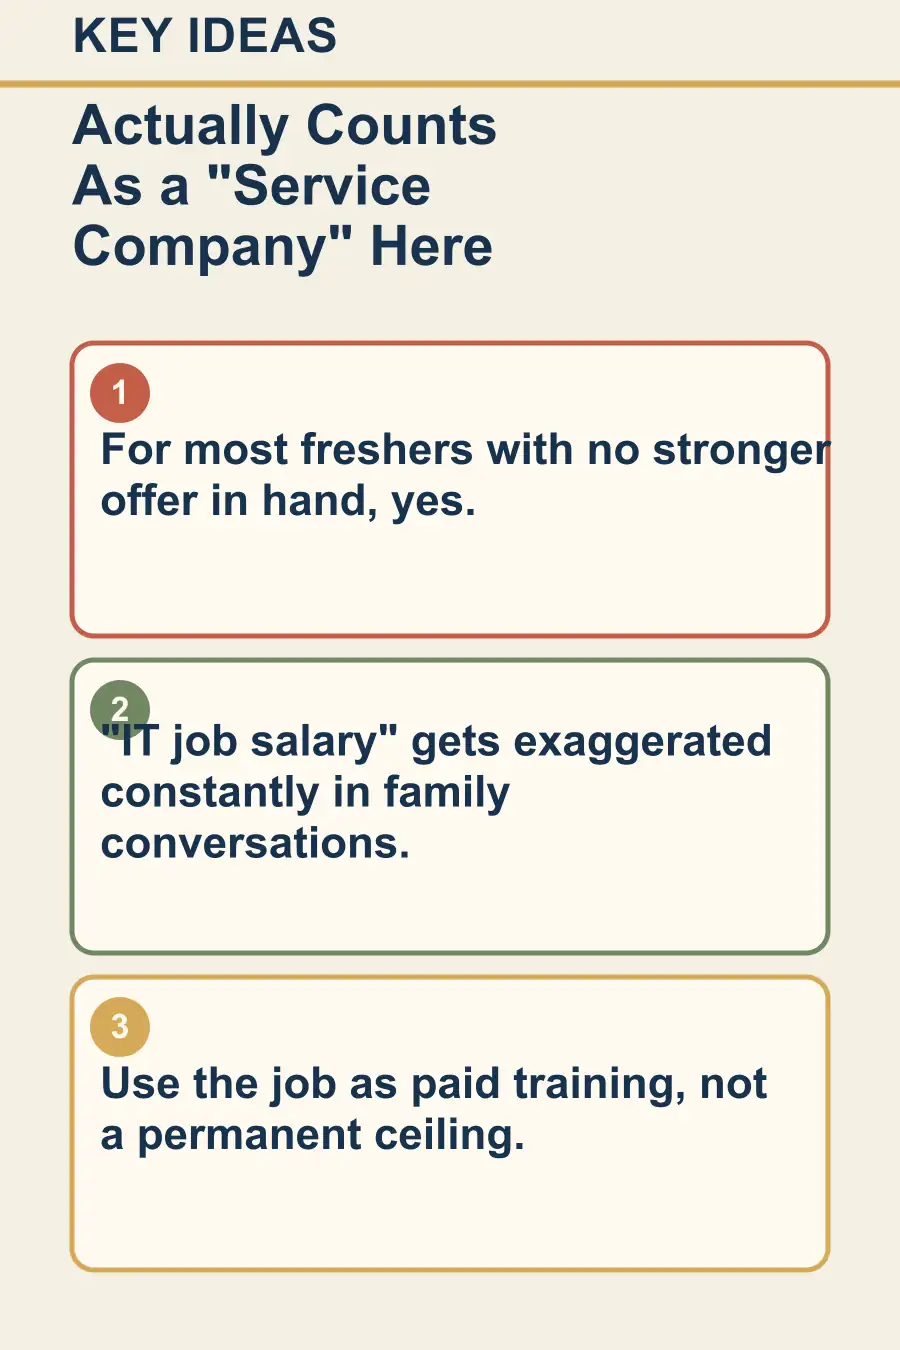 KEY IDEAS
Actually Counts
As a "Service
Company" Here
1
For most freshers with no stronger
offer in hand, yes.
2
"IT job salary" gets exaggerated
constantly in family
conversations.
3
Use the job as paid training, not
a permanent ceiling.